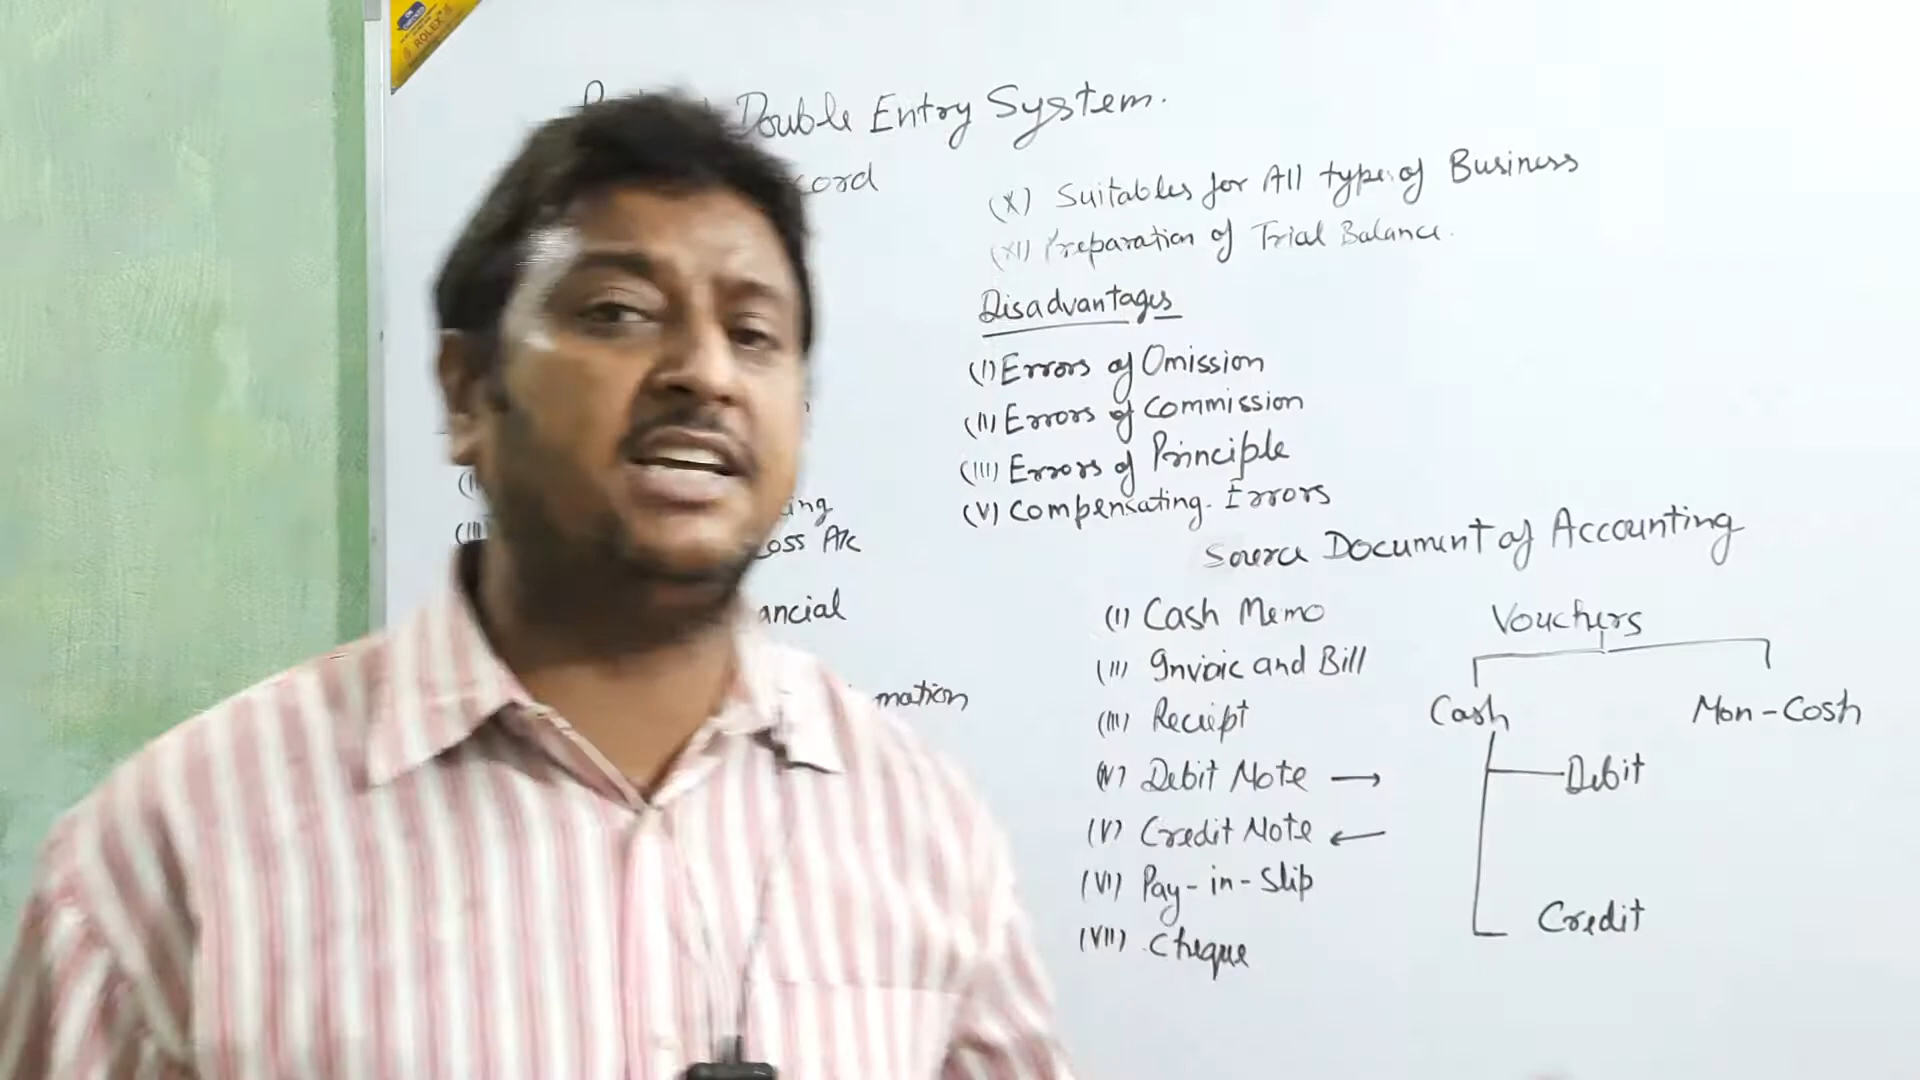 ROLEX
Double Entry System.
cord
(X) Suitables for All type of Business
(XI) Preparation of Trial Balance.
Disadvantages
(I) Errors of Omission
(II) Errors of Commission
(III) Errors of Principle
(V) Compensating Errors
ing
oss A/c
ancial
mation
Source Document of Accounting
(I) Cash Memo
(II) Invoic and Bill
(III) Reciept
(IV) Debit Note →
(V) Credit Note ←
(VI) Pay-in-Slip
(VII) Cheque
Vouchers
Cash Non-Cash
Debit
Credit